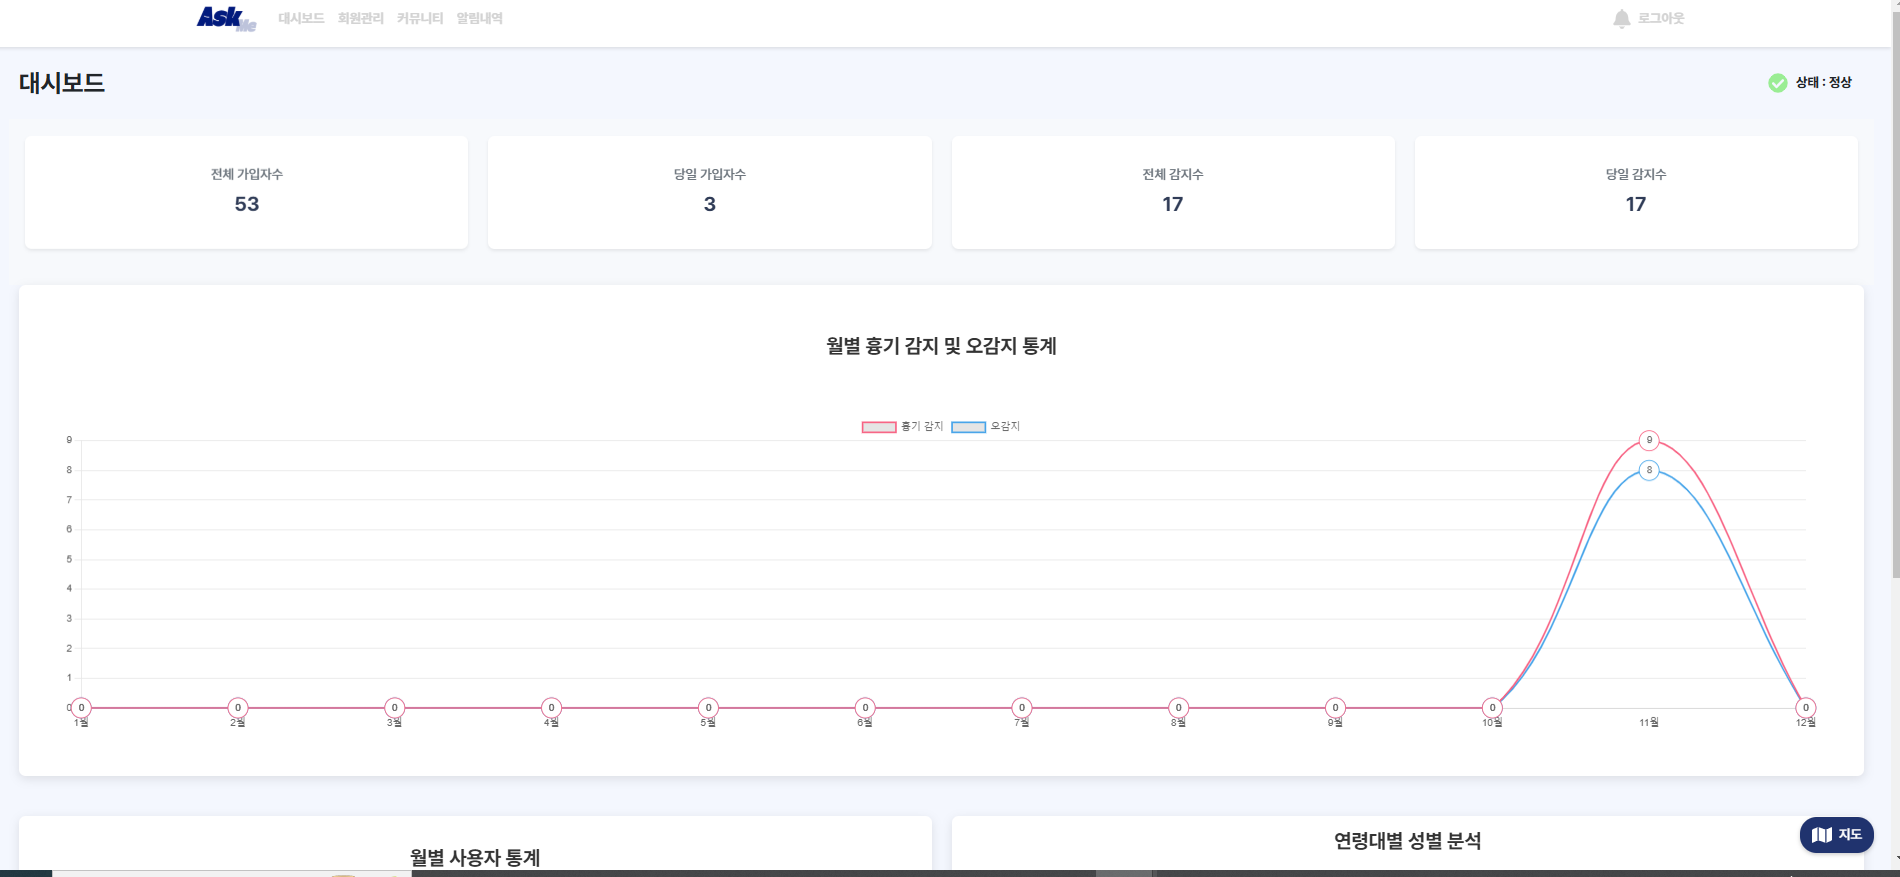 Ask Me 대시보드 회원관리 커뮤니티 알림내역 로그아웃
대시보드
상태 : 정상
전체 가입자수
53
당일 가입자수
3
전체 감지수
17
당일 감지수
17
월별 흉기 감지 및 오감지 통계
흉기 감지 오감지
9
8
7
6
5
4
3
2
1
0
9
8
0 0 0 0 0 0 0 0 0 0 0
1월 2월 3월 4월 5월 6월 7월 8월 9월 10월 11월 12월
월별 사용자 통계
연령대별 성별 분석
지도